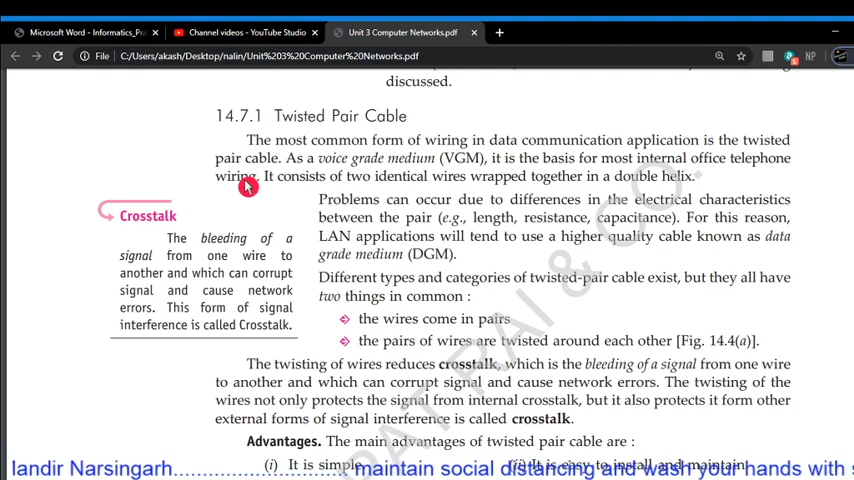 Microsoft Word - Informatics_Pra
Channel videos - YouTube Studio
Unit 3 Computer Networks.pdf
File
C:/Users/akash/Desktop/nalin/Unit%203%20Computer%20Networks.pdf
NP
discussed.
14.7.1 Twisted Pair Cable
The most common form of wiring in data communication application is the twisted
pair cable. As a voice grade medium (VGM), it is the basis for most internal office telephone
wiring. It consists of two identical wires wrapped together in a double helix.
Problems can occur due to differences in the electrical characteristics
between the pair (e.g., length, resistance, capacitance). For this reason,
LAN applications will tend to use a higher quality cable known as data
grade medium (DGM).
Crosstalk
The bleeding of a
signal from one wire to
another and which can corrupt
signal and cause network
errors. This form of signal
interference is called Crosstalk.
Different types and categories of twisted-pair cable exist, but they all have
two things in common :
the wires come in pairs
the pairs of wires are twisted around each other [Fig. 14.4(a)].
The twisting of wires reduces crosstalk, which is the bleeding of a signal from one wire
to another and which can corrupt signal and cause network errors. The twisting of the
wires not only protects the signal from internal crosstalk, but it also protects it form other
external forms of signal interference is called crosstalk.
Advantages. The main advantages of twisted pair cable are :
(i) It is simple (ii) It is easy to install and maintain
PAT RAI & CO.
landir Narsingarh.............................. maintain social distancing and wash your hands with s